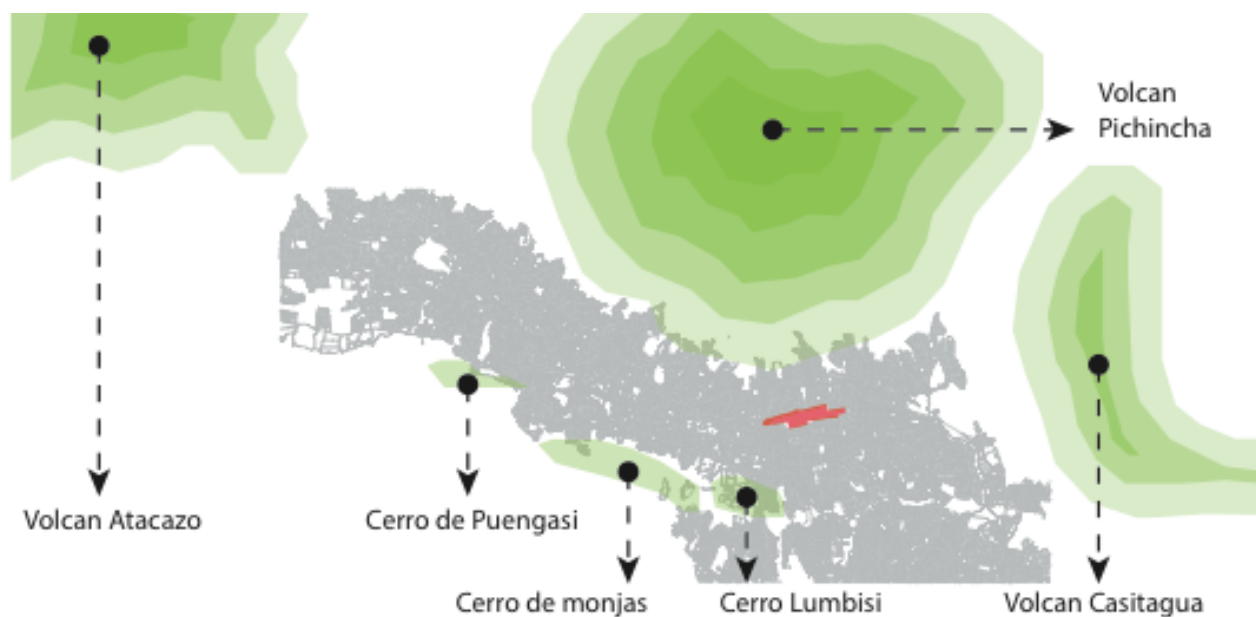 Volcan
Pichincha
Volcan Atacazo
Cerro de Puengasi
Cerro de monjas
Cerro Lumbisi
Volcan Casitagua